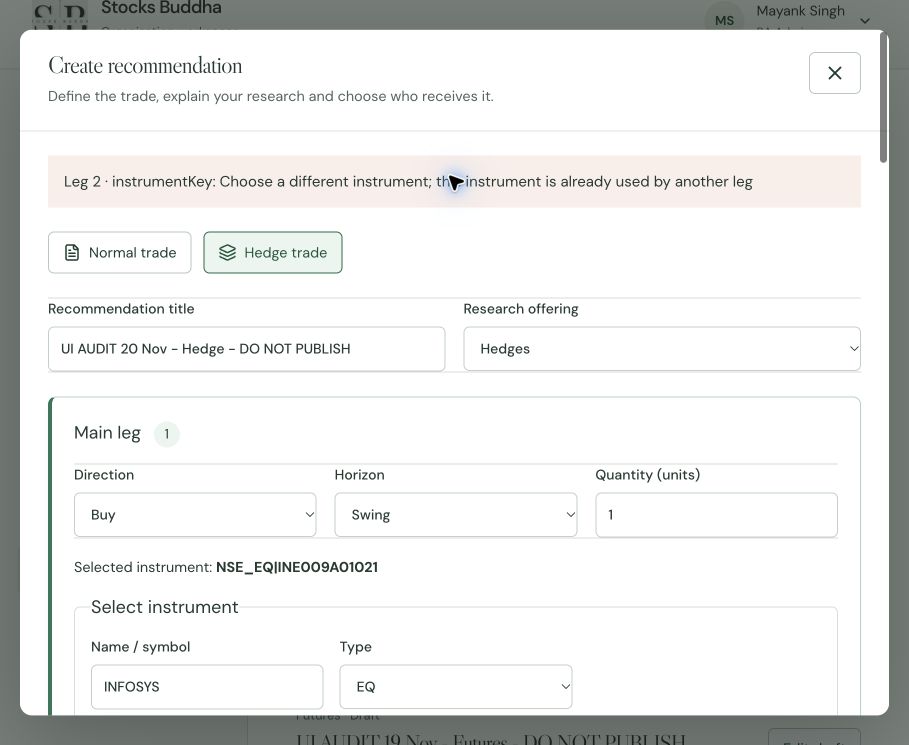 Stocks Buddha
MS
Mayank Singh
Create recommendation
Define the trade, explain your research and choose who receives it.
Leg 2 · instrumentKey: Choose a different instrument; instrument is already used by another leg
Normal trade
Hedge trade
Recommendation title
Research offering
UI AUDIT 20 Nov - Hedge - DO NOT PUBLISH
Hedges
Main leg 1
Direction
Horizon
Quantity (units)
Buy
Swing
1
Selected instrument: NSE_EQ|INE009A01021
Select instrument
Name / symbol
Type
INFOSYS
EQ
Futures · Draft
UI AUDIT 19 Nov - Futures - DO NOT PUBLISH